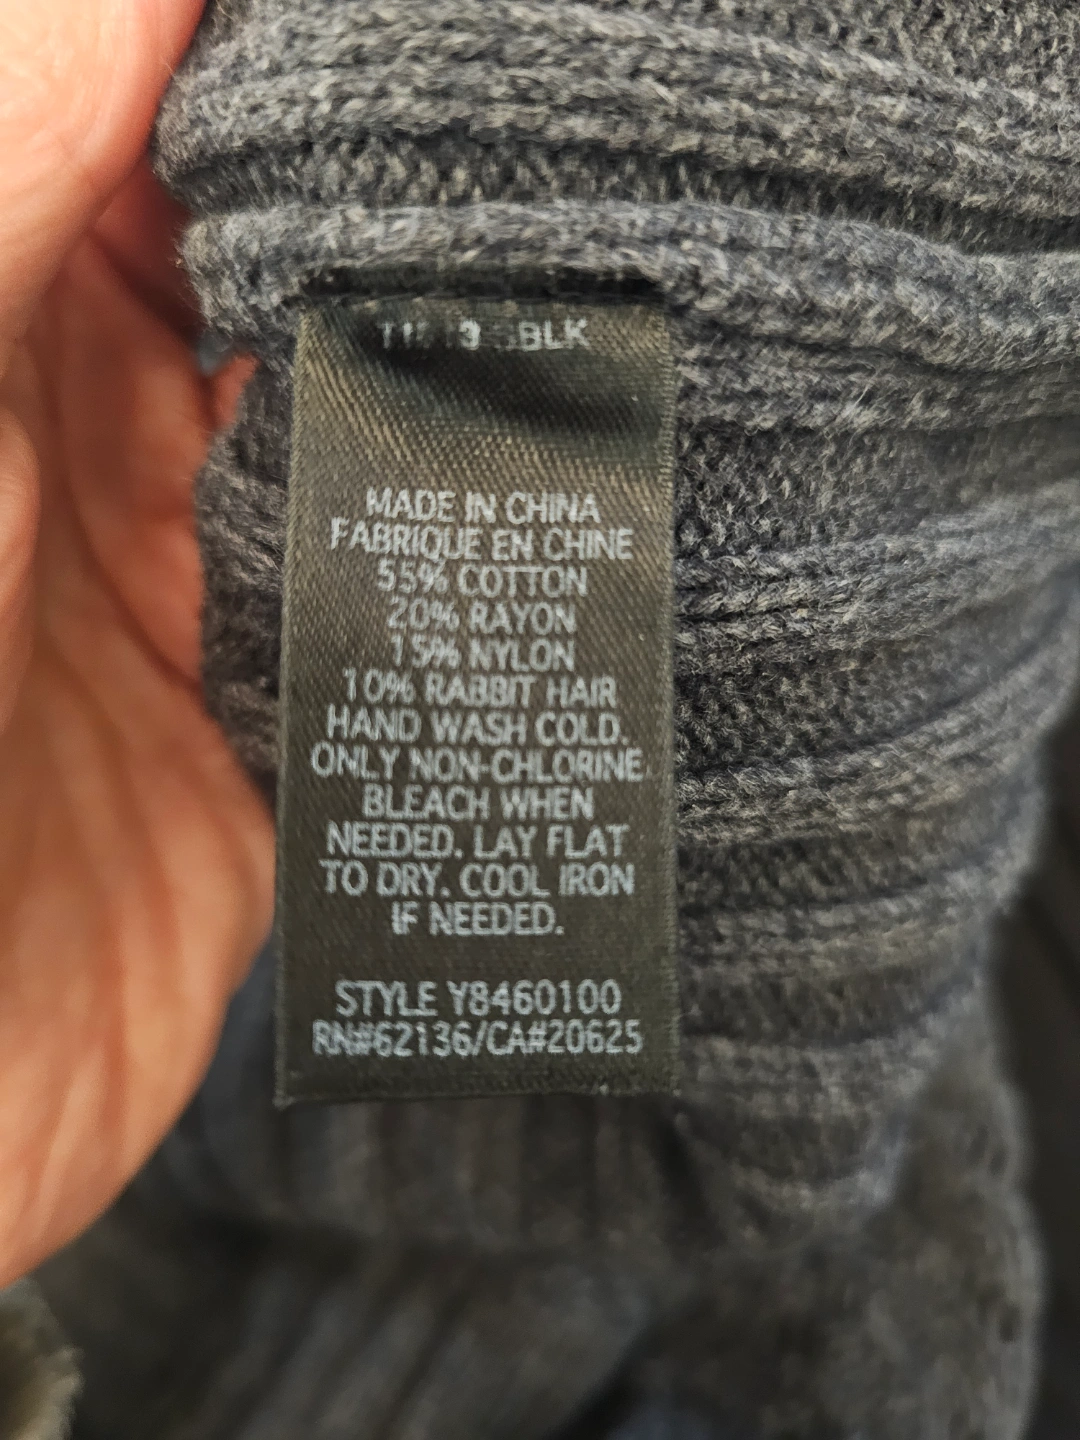 BLK
MADE IN CHINA
FABRIQUE EN CHINE
55% COTTON
20% RAYON
15% NYLON
10% RABBIT HAIR
HAND WASH COLD.
ONLY NON-CHLORINE
BLEACH WHEN
NEEDED. LAY FLAT
TO DRY. COOL IRON
IF NEEDED.
STYLE Y8460100
RN#62136/CA#20625